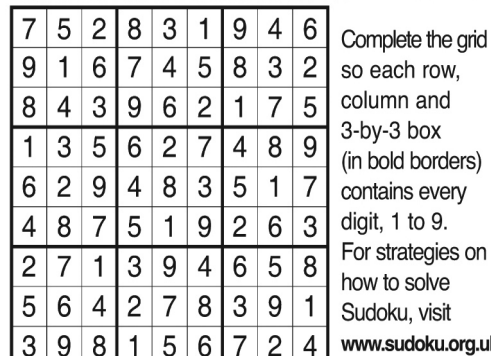 7 5 2 8 3 1 9 4 6
9 1 6 7 4 5 8 3 2
8 4 3 9 6 2 1 7 5
1 3 5 6 2 7 4 8 9
6 2 9 4 8 3 5 1 7
4 8 7 5 1 9 2 6 3
2 7 1 3 9 4 6 5 8
5 6 4 2 7 8 3 9 1
3 9 8 1 5 6 7 2 4
Complete the grid
so each row,
column and
3-by-3 box
(in bold borders)
contains every
digit, 1 to 9.
For strategies on
how to solve
Sudoku, visit
www.sudoku.org.u